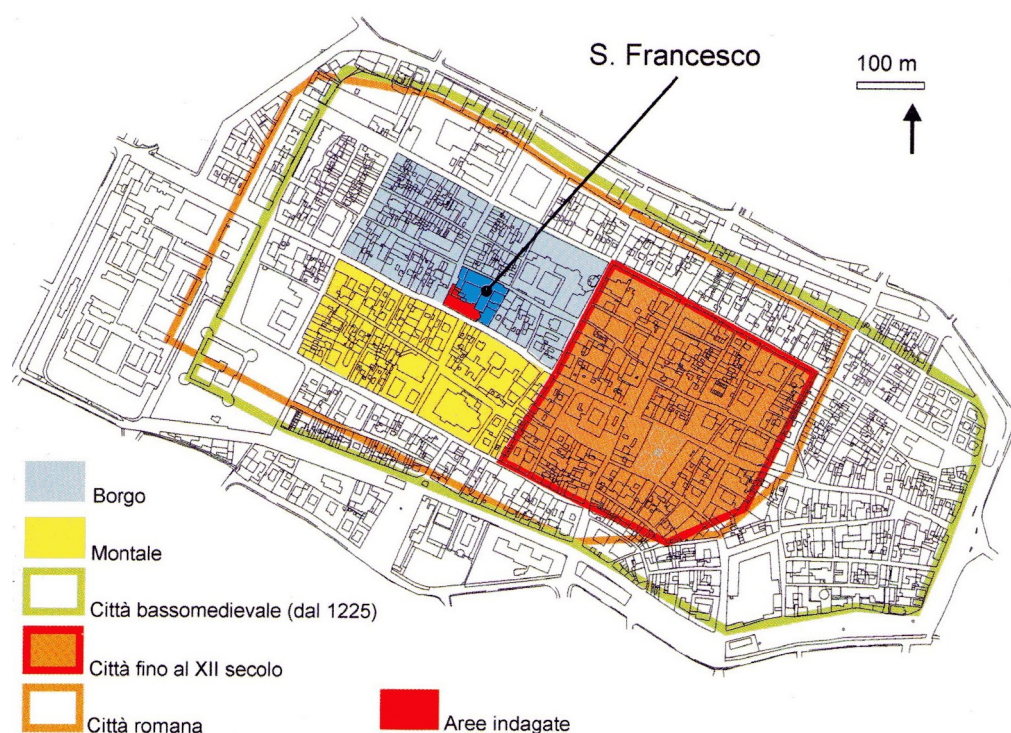 S. Francesco
100 m
Borgo
Montale
Città bassomedievale (dal 1225)
Città fino al XII secolo
Città romana
Aree indagate